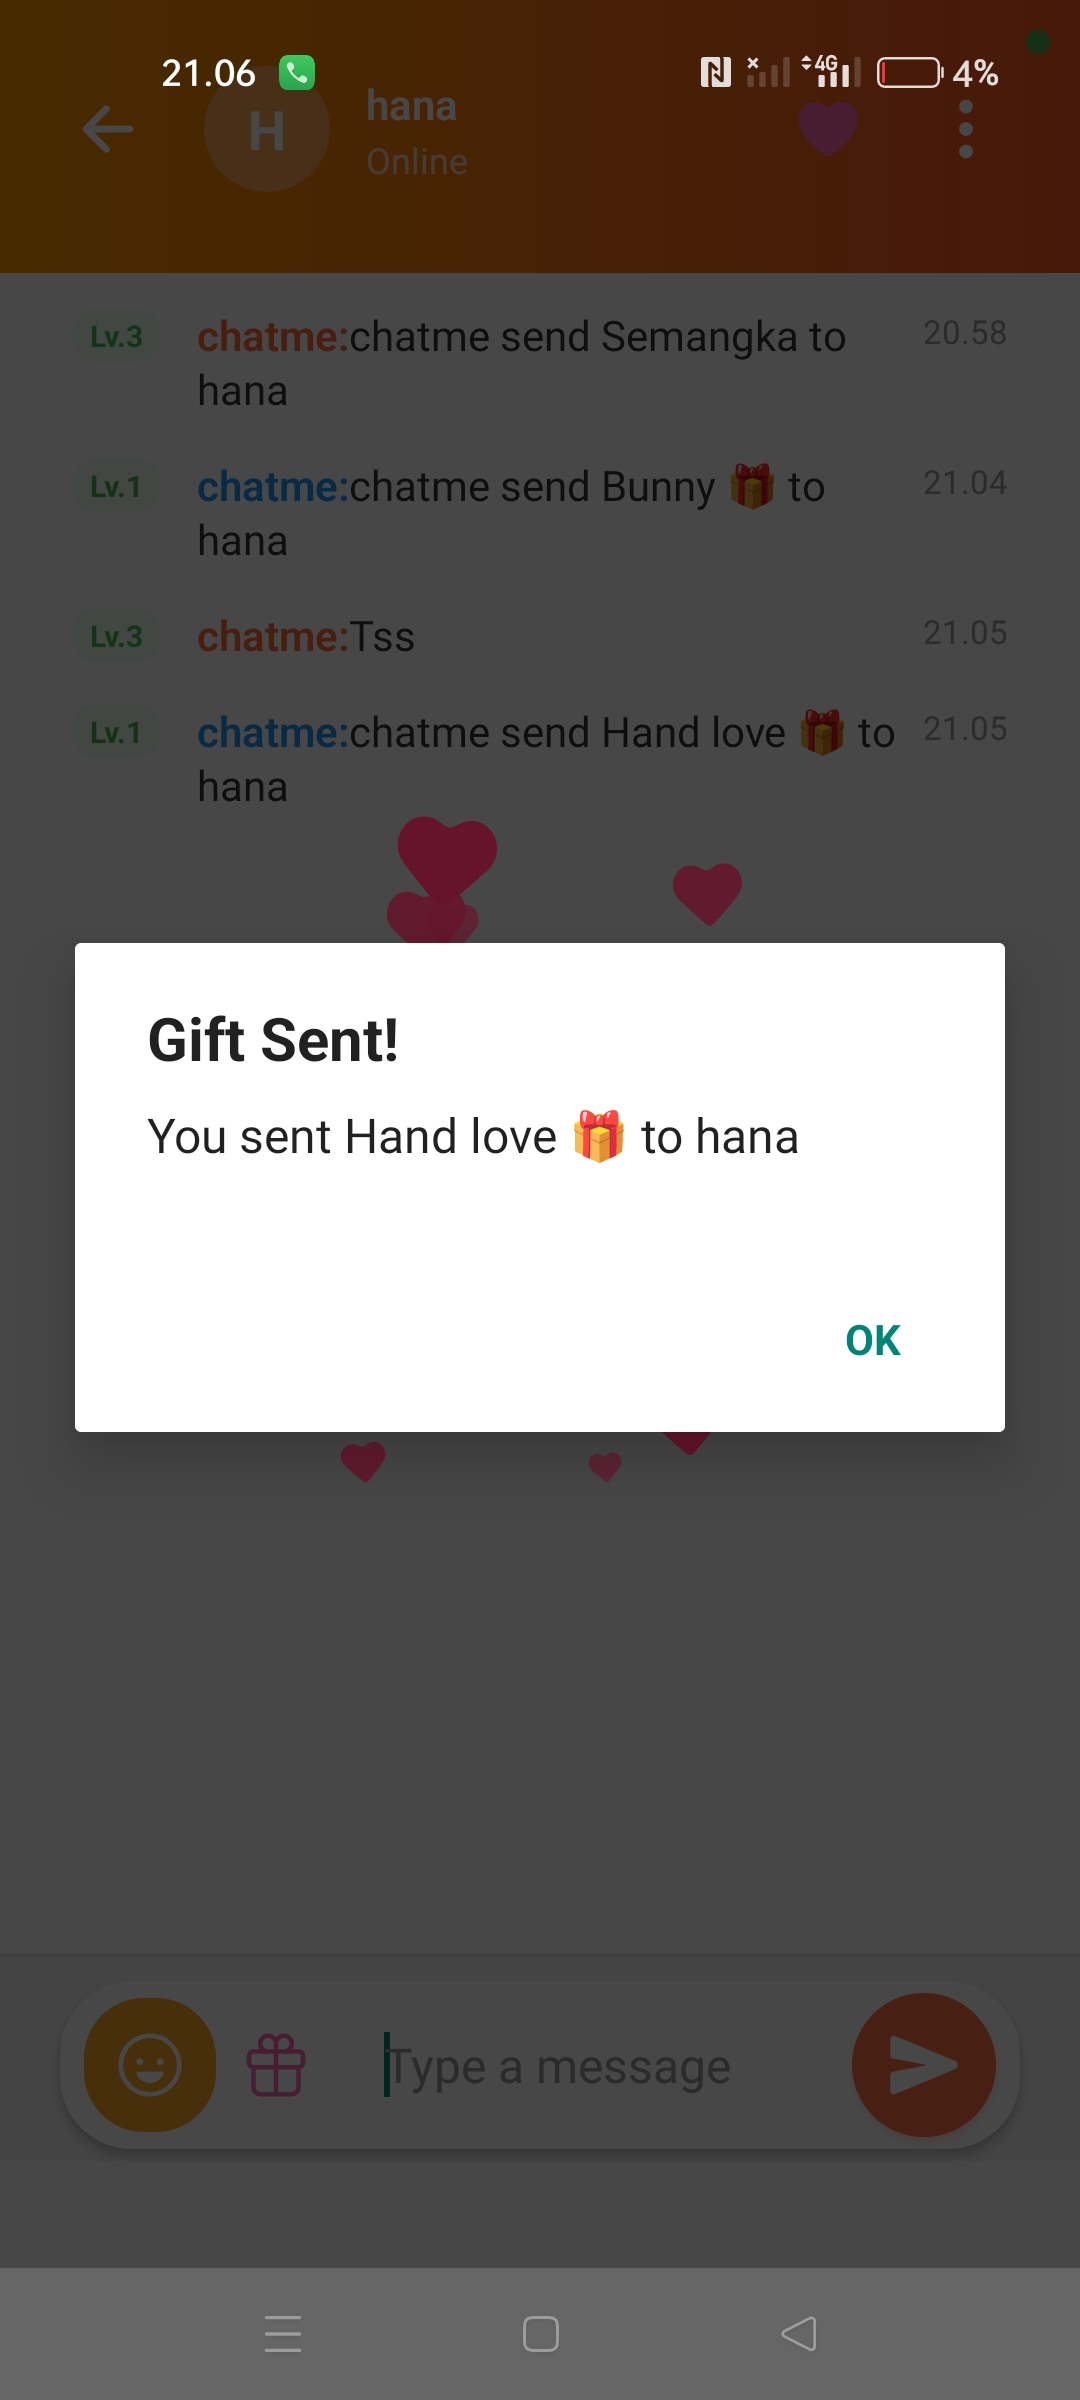 21.06
4G
4%
H
hana
Online
Lv.3 chatme:chatme send Semangka to 20.58
hana
Lv.1 chatme:chatme send Bunny 🎁 to 21.04
hana
Lv.3 chatme:Tss 21.05
Lv.1 chatme:chatme send Hand love 🎁 to 21.05
hana
Gift Sent!
You sent Hand love 🎁 to hana
OK
Type a message